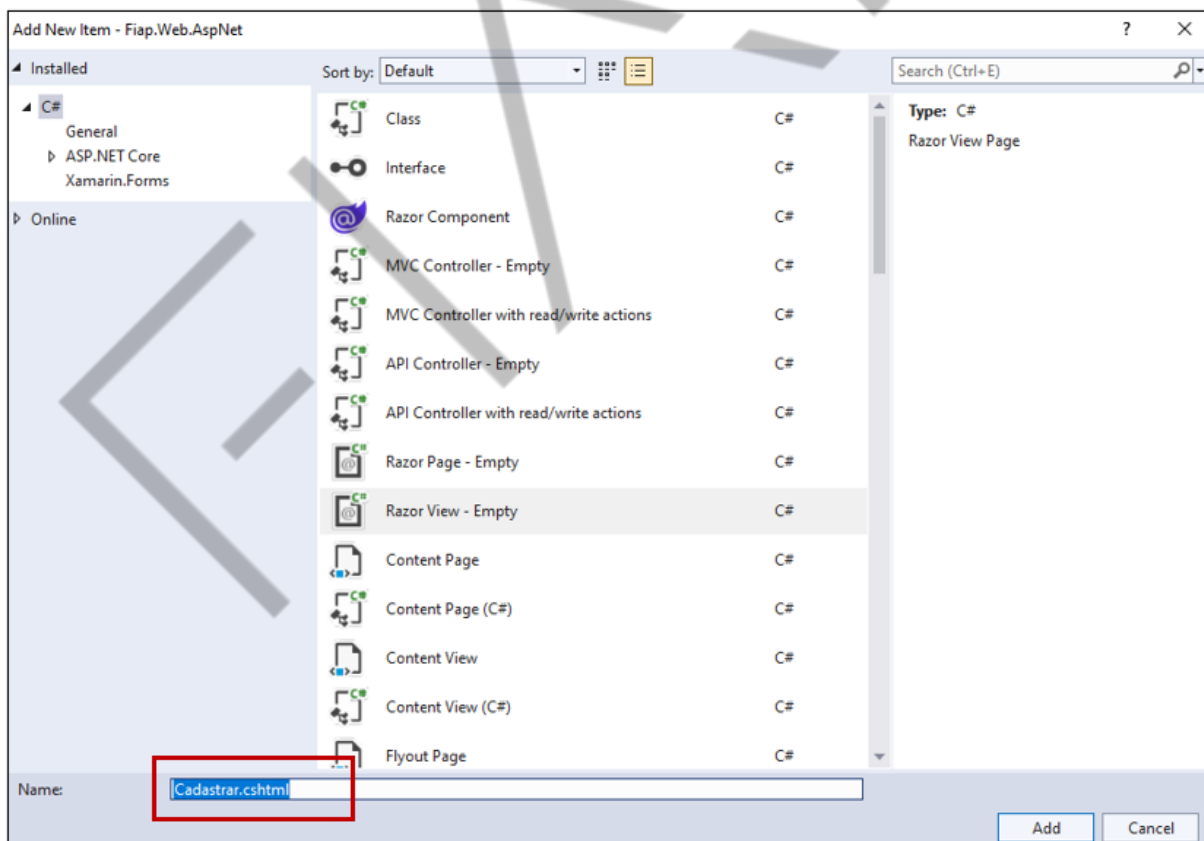 Add New Item - Fiap.Web.AspNet
?
Installed
Sort by: Default
Search (Ctrl+E)
C#
General
ASP.NET Core
Xamarin.Forms
Online
Class C#
Interface C#
Razor Component C#
MVC Controller - Empty C#
MVC Controller with read/write actions C#
API Controller - Empty C#
API Controller with read/write actions C#
Razor Page - Empty C#
Razor View - Empty C#
Content Page C#
Content Page (C#) C#
Content View C#
Content View (C#) C#
Flyout Page C#
Type: C#
Razor View Page
Name: Cadastrar.cshtml
Add Cancel